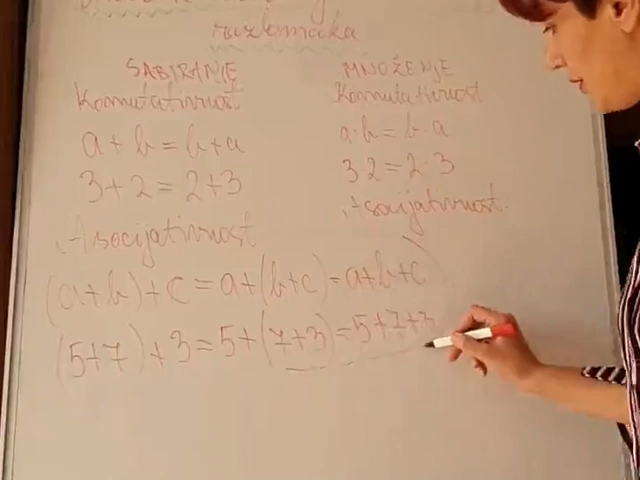 razlomaka
SABIRANJE
Komutativnost
a + b = b + a
3 + 2 = 2 + 3
Asocijativnost
MNOŽENJE
Komutativnost
a · b = b · a
3 · 2 = 2 · 3
Asocijativnost
(a + b) + c = a + (b + c) = a + b + c
(5 + 7) + 3 = 5 + (7 + 3) = 5 + 7 + 3